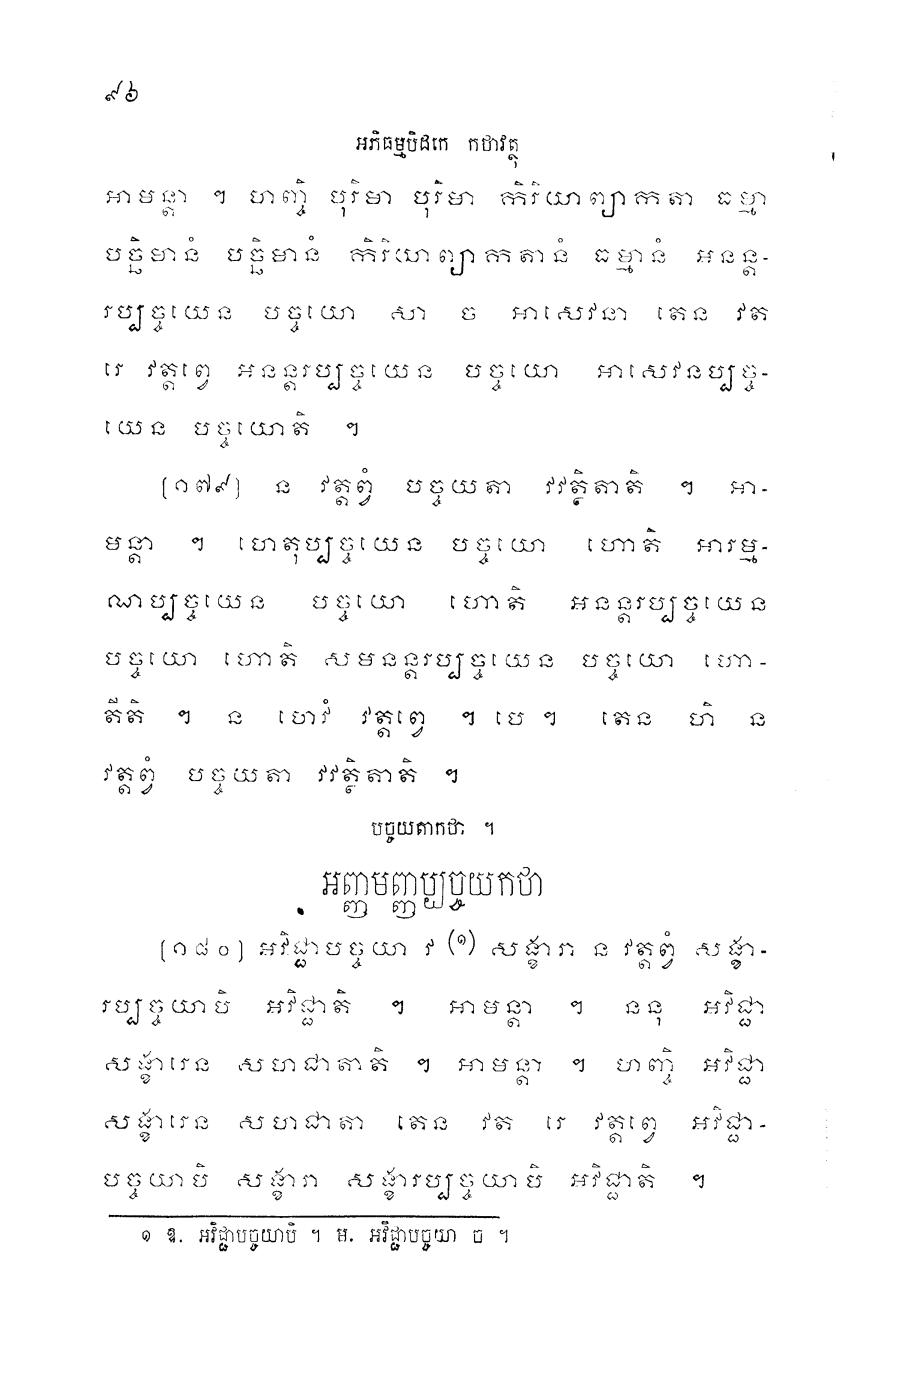 ៩៦
អភិធម្មបិដកេ កថាវត្ថុ
អាមន្តា ។ ហញ្ចិ បុរិមា បុរិមា កិរិយាព្យាកតា ធម្មា
បច្ឆិមានំ បច្ឆិមានំ កិរិយាព្យាកតានំ ធម្មានំ អនន្ត-
រប្បច្ចយេន បច្ចយោ សា ច អាសេវនា តេន វត
រេ វត្តព្វេ អនន្តរប្បច្ចយេន បច្ចយោ អាសេវនប្បច្ច-
យេន បច្ចយោតិ ។
[១៧៩] ន វត្តព្វំ បច្ចយតា វវត្ថិតាតិ ។ អា-
មន្តា ។ ហេតុប្បច្ចយេន បច្ចយោ ហោតិ អារម្ម-
ណប្បច្ចយេន បច្ចយោ ហោតិ អនន្តរប្បច្ចយេន
បច្ចយោ ហោតិ សមនន្តរប្បច្ចយេន បច្ចយោ ហោ-
តីតិ ។ ន ហេវំ វត្តព្វេ ។ បេ ។ តេន ហិ ន
វត្តព្វំ បច្ចយតា វវត្ថិតាតិ ។
បច្ចយតាកថា ។
អញ្ញមញ្ញប្បច្ចយកថា
[១៨០] អវិជ្ជាបច្ចយា វ (១) សង្ខារា ន វត្តព្វំ សង្ខា-
រប្បច្ចយាបិ អវិជ្ជាតិ ។ អាមន្តា ។ ននុ អវិជ្ជា
សង្ខារេន សហជាតាតិ ។ អាមន្តា ។ ហញ្ចិ អវិជ្ជា
សង្ខារេន សហជាតា តេន វត រេ វត្តព្វេ អវិជ្ជា-
បច្ចយាបិ សង្ខារា សង្ខារប្បច្ចយាបិ អវិជ្ជាតិ ។
១ ឧ. អវិជ្ជាបច្ចយាបិ ។ ម. អវិជ្ជាបច្ចយា ច ។